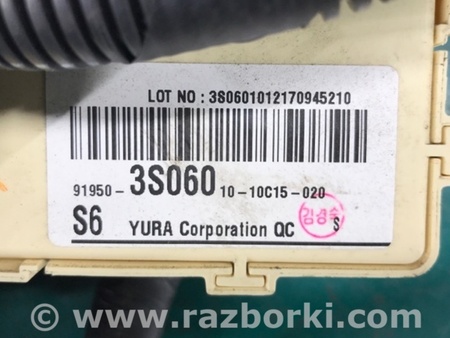 LOT NO : 3S0601012170945210
91950- 3S060 10-10C15-020
S6 YURA Corporation QC S
www.razborki.com